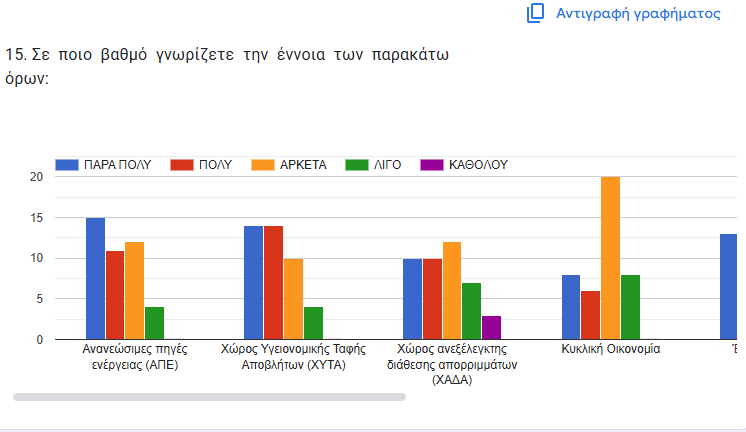 Αντιγραφή γραφήματος
15. Σε ποιο βαθμό γνωρίζετε την έννοια των παρακάτω
όρων:
ΠΑΡΑ ΠΟΛΥ ΠΟΛΥ ΑΡΚΕΤΑ ΛΙΓΟ ΚΑΘΟΛΟΥ
20
15
10
5
0
Ανανεώσιμες πηγές
ενέργειας (ΑΠΕ)
Χώρος Υγειονομικής Ταφής
Αποβλήτων (ΧΥΤΑ)
Χώρος ανεξέλεγκτης
διάθεσης απορριμμάτων
(ΧΑΔΑ)
Κυκλική Οικονομία